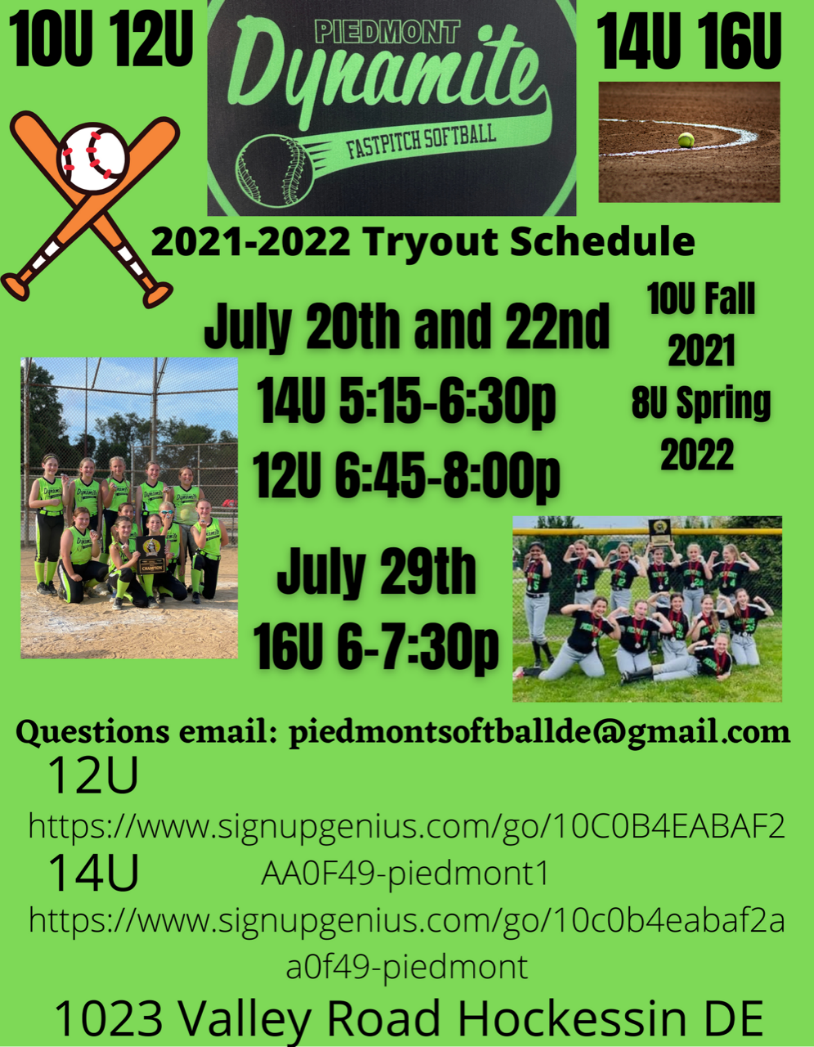 10U 12U
PIEDMONT
Dynamite
FASTPITCH SOFTBALL
14U 16U
2021-2022 Tryout Schedule
July 20th and 22nd
14U 5:15-6:30p
12U 6:45-8:00p
10U Fall
2021
8U Spring
2022
July 29th
16U 6-7:30p
Questions email: piedmontsoftballde@gmail.com
12U
https://www.signupgenius.com/go/10C0B4EABAF2
AA0F49-piedmont1
14U
https://www.signupgenius.com/go/10c0b4eabaf2a
a0f49-piedmont
1023 Valley Road Hockessin DE